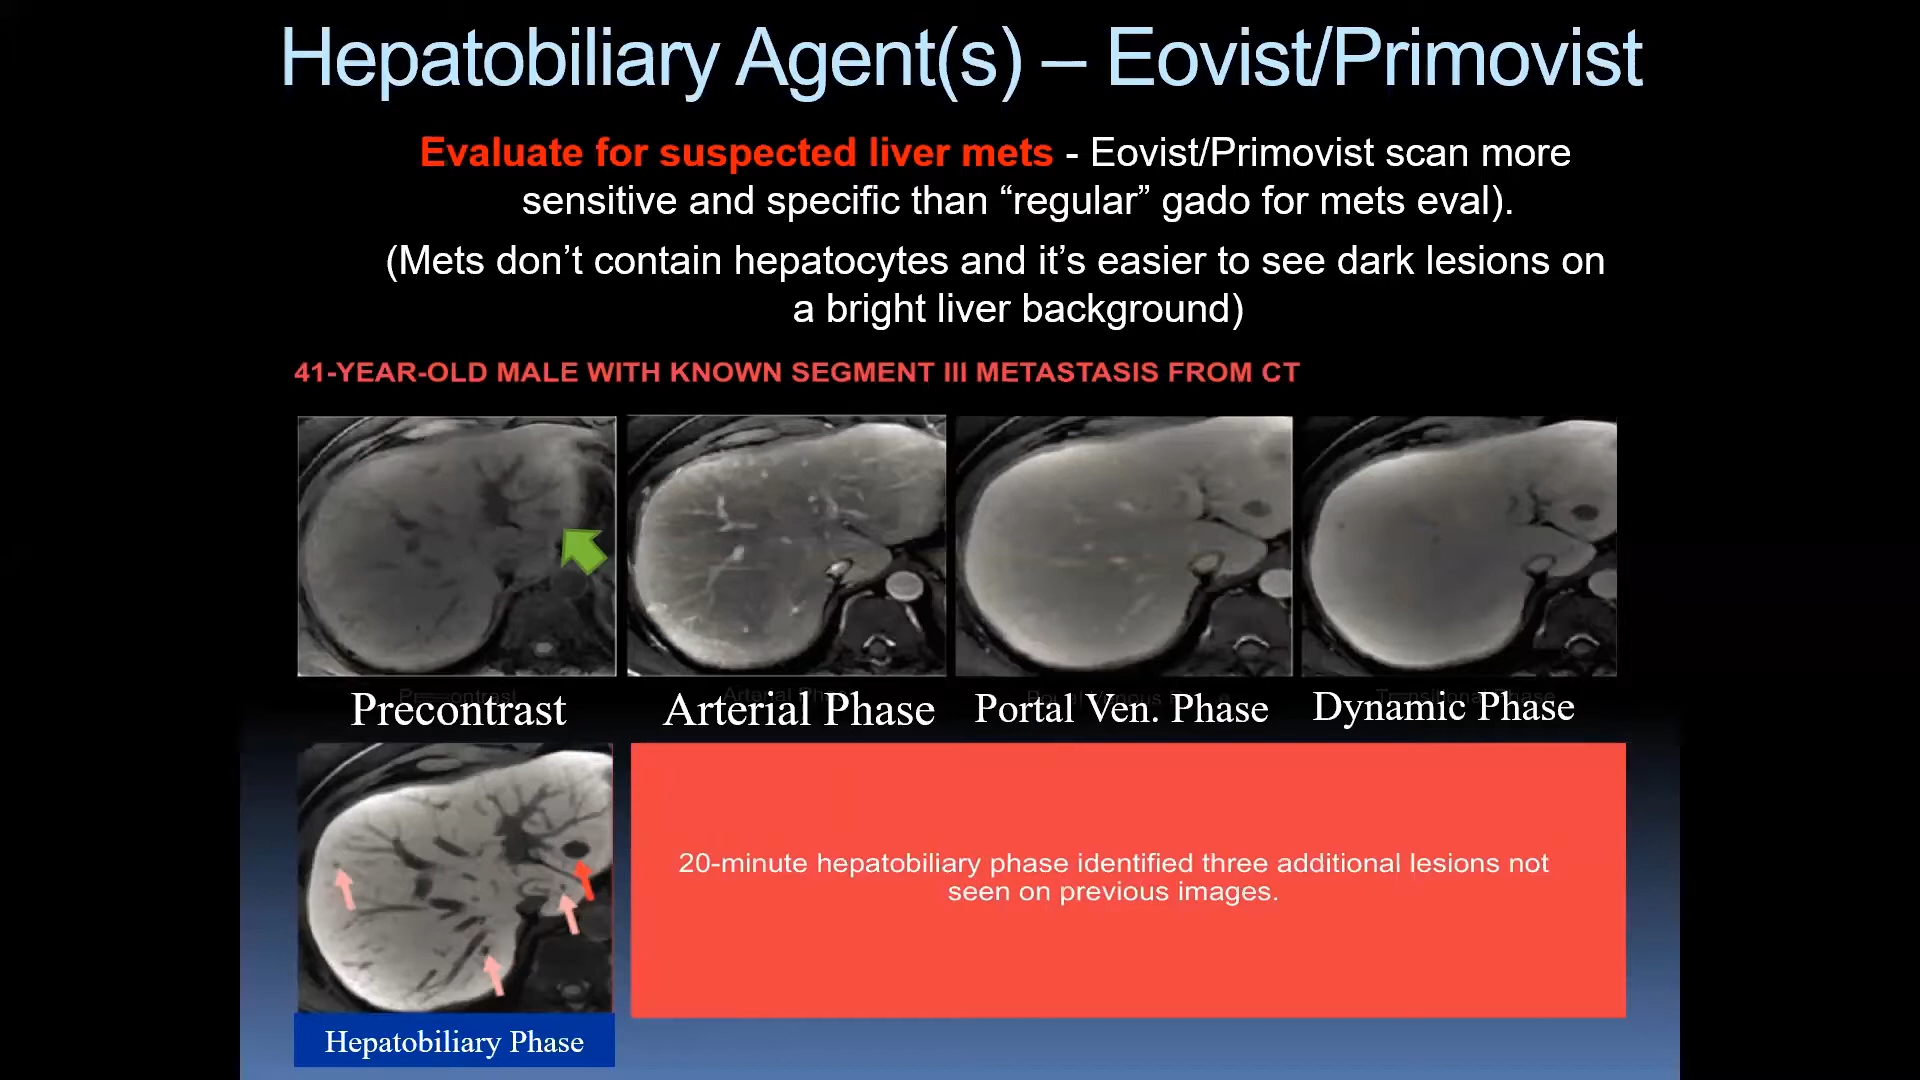 Hepatobiliary Agent(s) – Eovist/Primovist
Evaluate for suspected liver mets - Eovist/Primovist scan more
sensitive and specific than “regular” gado for mets eval).
(Mets don’t contain hepatocytes and it’s easier to see dark lesions on
a bright liver background)
41-YEAR-OLD MALE WITH KNOWN SEGMENT III METASTASIS FROM CT
Precontrast
Arterial Phase
Portal Ven. Phase
Dynamic Phase
20-minute hepatobiliary phase identified three additional lesions not
seen on previous images.
Hepatobiliary Phase